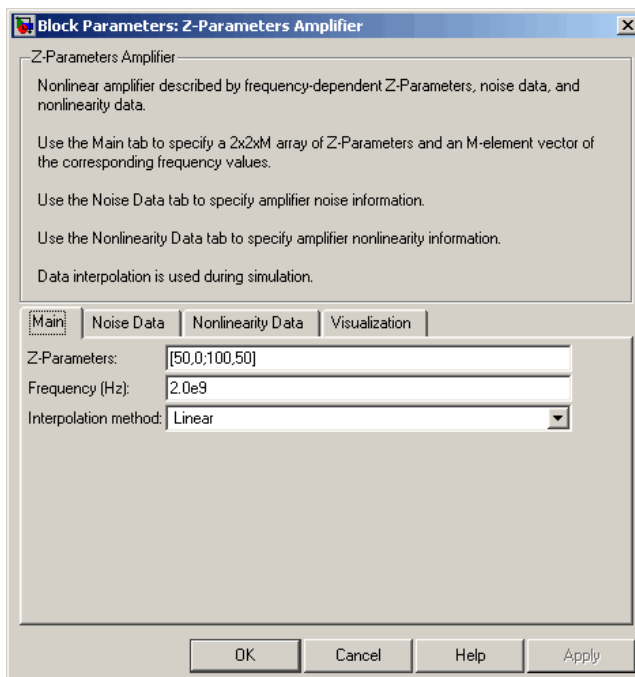 Block Parameters: Z-Parameters Amplifier
Z-Parameters Amplifier
Nonlinear amplifier described by frequency-dependent Z-Parameters, noise data, and
nonlinearity data.
Use the Main tab to specify a 2x2xM array of Z-Parameters and an M-element vector of
the corresponding frequency values.
Use the Noise Data tab to specify amplifier noise information.
Use the Nonlinearity Data tab to specify amplifier nonlinearity information.
Data interpolation is used during simulation.
Main Noise Data Nonlinearity Data Visualization
Z-Parameters: [50,0;100,50]
Frequency (Hz): 2.0e9
Interpolation method: Linear
OK Cancel Help Apply